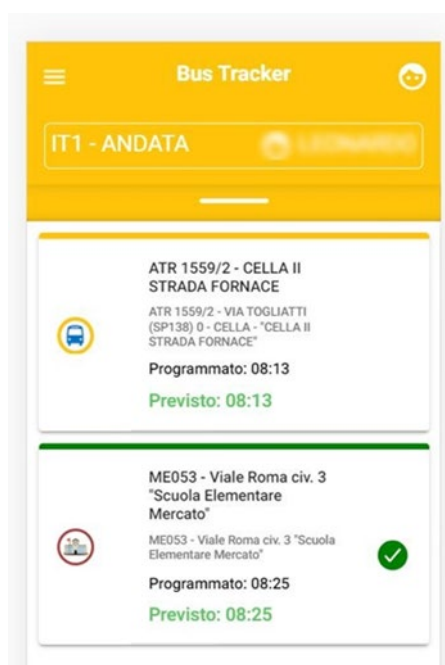 Bus Tracker
IT1 - ANDATA
ATR 1559/2 - CELLA II
STRADA FORNACE
ATR 1559/2 - VIA TOGLIATTI
(SP138) 0 - CELLA - "CELLA II
STRADA FORNACE"
Programmato: 08:13
Previsto: 08:13
ME053 - Viale Roma civ. 3
"Scuola Elementare
Mercato"
ME053 - Viale Roma civ. 3 "Scuola
Elementare Mercato"
Programmato: 08:25
Previsto: 08:25